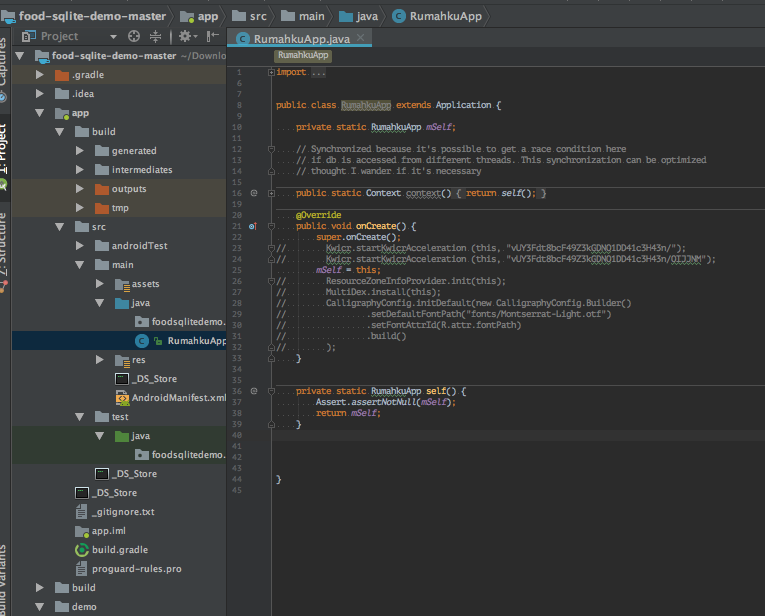 food-sqlite-demo-master app src main java RumahkuApp
Project RumahkuApp.java
Captures
1: Project
Z: Structure
Build Variants
food-sqlite-demo-master ~/Downlo
.gradle
.idea
app
build
generated
intermediates
outputs
tmp
src
androidTest
main
assets
java
foodsqlitedemo.
RumahkuApp
res
_DS_Store
AndroidManifest.xml
test
java
foodsqlitedemo.
_DS_Store
_DS_Store
_gitignore.txt
app.iml
build.gradle
proguard-rules.pro
build
demo
RumahkuApp
1 import ...
6
7
8 public class RumahkuApp extends Application {
9
10 private static RumahkuApp mSelf;
11
12 // Synchronized because it's possible to get a race condition here
13 // if db is accessed from different threads. This synchronization can be optimized
14 // thought I wander if it's necessary
15
16 public static Context context() { return self(); }
19
20 @Override
21 public void onCreate() {
22 super.onCreate();
23 // Kwicr.startKwicrAcceleration (this, "vUY3Fdt8bcF49Z3kGDNQ1DD41c3H43n/");
24 // Kwicr.startKwicrAcceleration (this, "vUY3Fdt8bcF49Z3kGDNQ1DD41c3H43n/OIJJNM");
25 mSelf = this;
26 // ResourceZoneInfoProvider.init(this);
27 // MultiDex.install(this);
28 // CalligraphyConfig.initDefault(new CalligraphyConfig.Builder()
29 // .setDefaultFontPath("fonts/Montserrat-Light.otf")
30 // .setFontAttrId(R.attr.fontPath)
31 // .build()
32 // );
33 }
34
35
36 private static RumahkuApp self() {
37 Assert.assertNotNull(mSelf);
38 return mSelf;
39 }
40
41
42
43
44 }
45